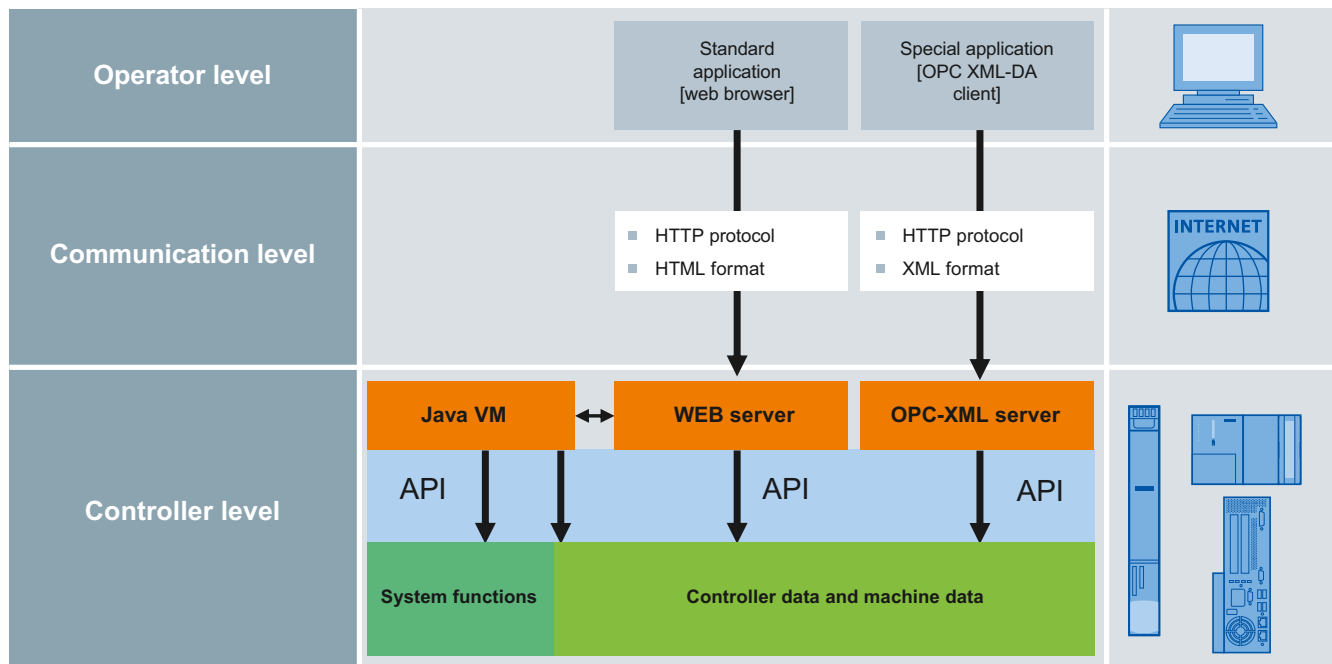 Operator level
Standard
application
[web browser]
Special application
[OPC XML-DA
client]
Communication level
HTTP protocol
HTML format
HTTP protocol
XML format
INTERNET
Controller level
Java VM
WEB server
OPC-XML server
API
API
API
System functions
Controller data and machine data